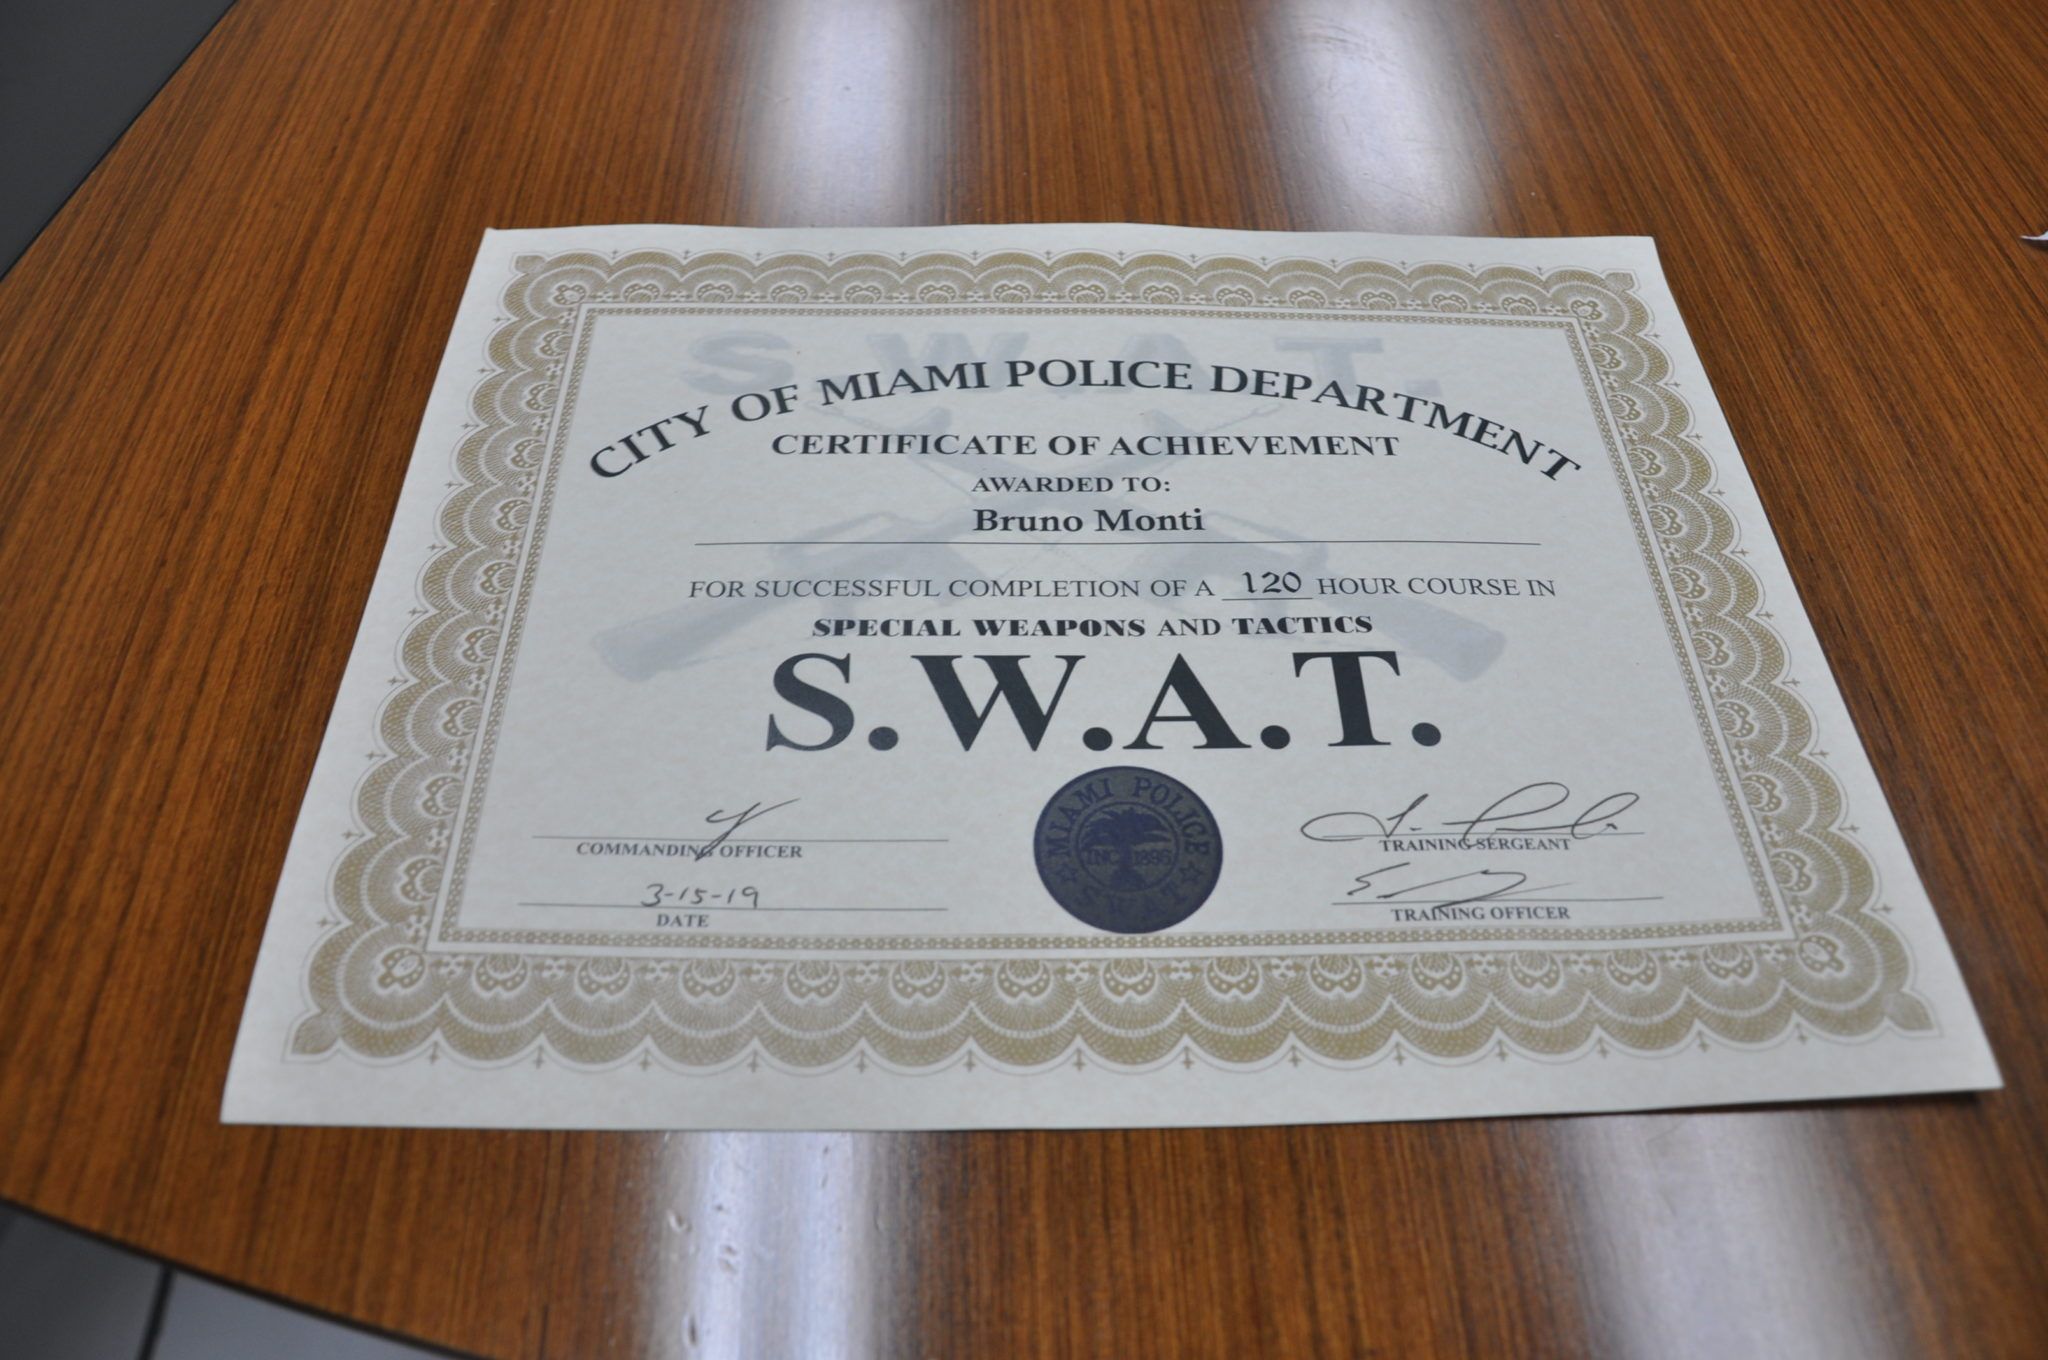 S.W.A.T.
CITY OF MIAMI POLICE DEPARTMENT
CERTIFICATE OF ACHIEVEMENT
AWARDED TO:
Bruno Monti
FOR SUCCESSFUL COMPLETION OF A 120 HOUR COURSE IN
SPECIAL WEAPONS AND TACTICS
S.W.A.T.
COMMANDING OFFICER
3-15-19
DATE
MIAMI POLICE
INC 1896
S.W.A.T.
TRAINING SERGEANT
TRAINING OFFICER